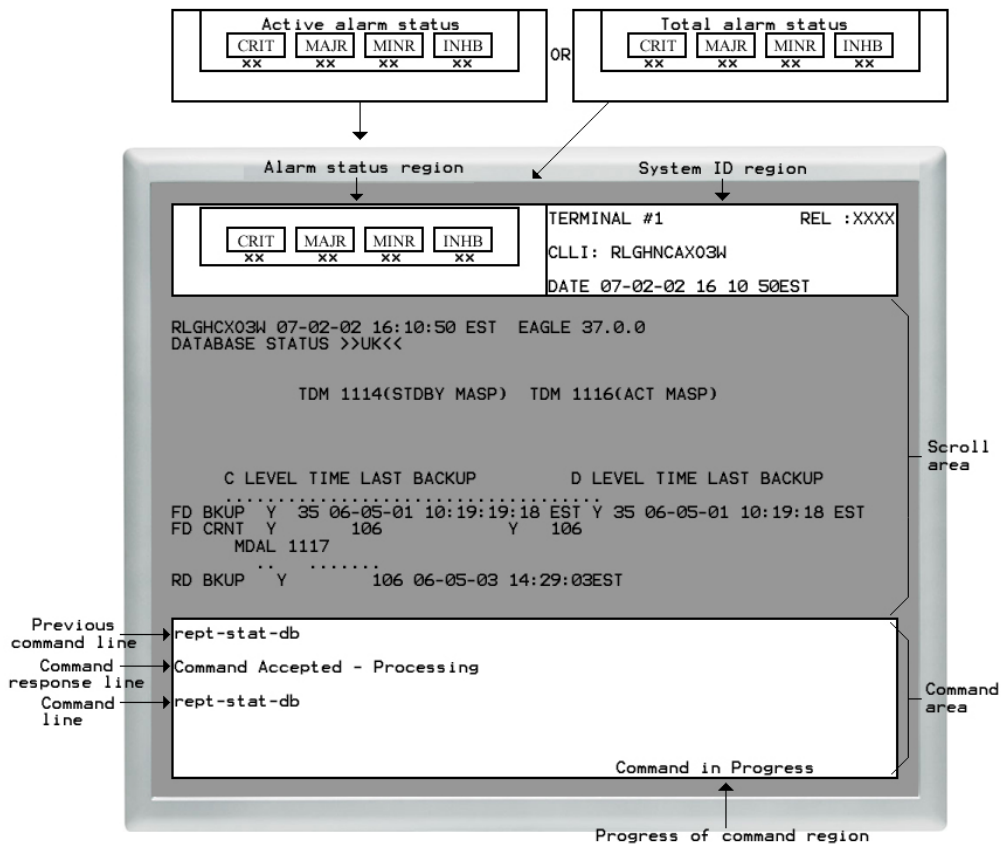 Active alarm status
CRIT MAJR MINR INHB
XX XX XX XX
OR
Total alarm status
CRIT MAJR MINR INHB
XX XX XX XX
Alarm status region
System ID region
CRIT MAJR MINR INHB
XX XX XX XX
TERMINAL #1 REL :XXXX
CLLI: RLGHNCAXO3W
DATE 07-02-02 16 10 50EST
RLGHCXO3W 07-02-02 16:10:50 EST EAGLE 37.0.0
DATABASE STATUS >>UK<<
TDM 1114(STDBY MASP) TDM 1116(ACT MASP)
C LEVEL TIME LAST BACKUP D LEVEL TIME LAST BACKUP
....................................
FD BKUP Y 35 06-05-01 10:19:19:18 EST Y 35 06-05-01 10:19:18 EST
FD CRNT Y 106 Y 106
MDAL 1117
.. .......
RD BKUP Y 106 06-05-03 14:29:03EST
Scroll
area
Previous
command line
rept-stat-db
Command
response line
Command Accepted - Processing
Command
line
rept-stat-db
Command
area
Command in Progress
Progress of command region